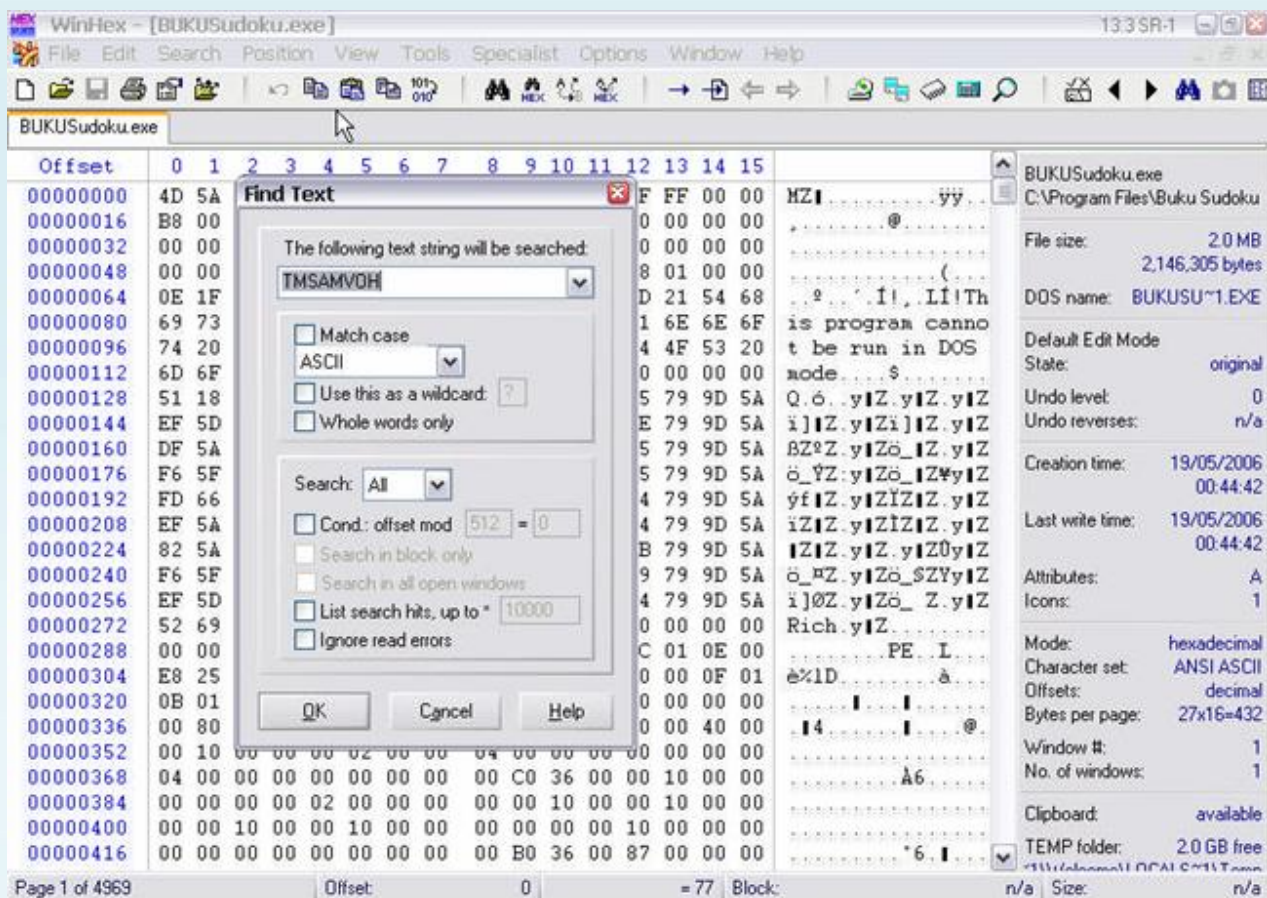 WinHex - [BUKUSudoku.exe] 13.3 SR-1
File Edit Search Position View Tools Specialist Options Window Help
BUKUSudoku.exe
Offset 0 1 2 3 4 5 6 7 8 9 10 11 12 13 14 15
00000000 4D 5A F FF 00 00 MZ
00000016 B8 00 0 00 00 00 @
00000032 00 00 0 00 00 00
00000048 00 00 8 01 00 00 (
00000064 0E 1F D 21 54 68 LÍ!Th
00000080 69 73 1 6E 6E 6F is program canno
00000096 74 20 4 4F 53 20 t be run in DOS
00000112 6D 6F 0 00 00 00 mode....$
00000128 51 18 5 79 9D 5A
00000144 EF 5D E 79 9D 5A
00000160 DF 5A 5 79 9D 5A
00000176 F6 5F 5 79 9D 5A
00000192 FD 66 4 79 9D 5A
00000208 EF 5A 4 79 9D 5A
00000224 82 5A B 79 9D 5A
00000240 F6 5F 9 79 9D 5A
00000256 EF 5D 4 79 9D 5A
00000272 52 69 0 00 00 00 Rich
00000288 00 00 C 01 0E 00 PE..L
00000304 E8 25 0 00 0F 01 è%lD
00000320 0B 01 0 00 00 00
00000336 00 80 0 00 40 00 @
00000352 00 10 00 00 00 02 00 00 04 00 00 00 00 00 00 00
00000368 04 00 00 00 00 00 00 00 00 C0 36 00 00 10 00 00 À6
00000384 00 00 00 00 02 00 00 00 00 00 10 00 00 10 00 00
00000400 00 00 10 00 00 10 00 00 00 00 00 00 10 00 00 00
00000416 00 00 00 00 00 00 00 00 00 B0 36 00 87 00 00 00 °6
Find Text
The following text string will be searched:
TMSAMVOH
Match case
ASCII
Use this as a wildcard: ?
Whole words only
Search: All
Cond.: offset mod 512 = 0
Search in block only
Search in all open windows
List search hits, up to * 10000
Ignore read errors
OK Cancel Help
BUKUSudoku.exe
C:\Program Files\Buku Sudoku
File size: 2.0 MB
2,146,305 bytes
DOS name: BUKUSU~1.EXE
Default Edit Mode
State: original
Undo level: 0
Undo reverses: n/a
Creation time: 19/05/2006
00:44:42
Last write time: 19/05/2006
00:44:42
Attributes: A
Icons: 1
Mode: hexadecimal
Character set: ANSI ASCII
Offsets: decimal
Bytes per page: 27x16=432
Window #: 1
No. of windows: 1
Clipboard: available
TEMP folder: 2.0 GB free
Page 1 of 4969 Offset: 0 = 77 Block: n/a Size: n/a